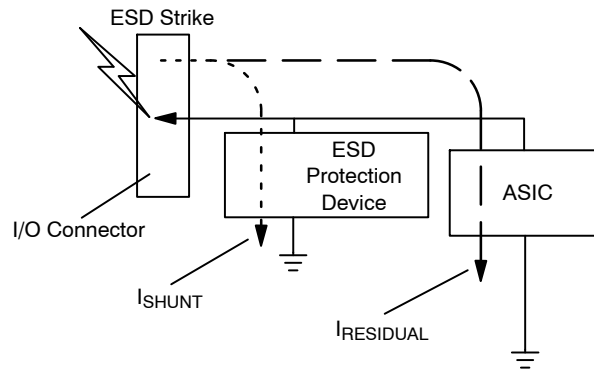 ESD Strike
ESD
Protection
Device
ASIC
I/O Connector
ISHUNT
IRESIDUAL